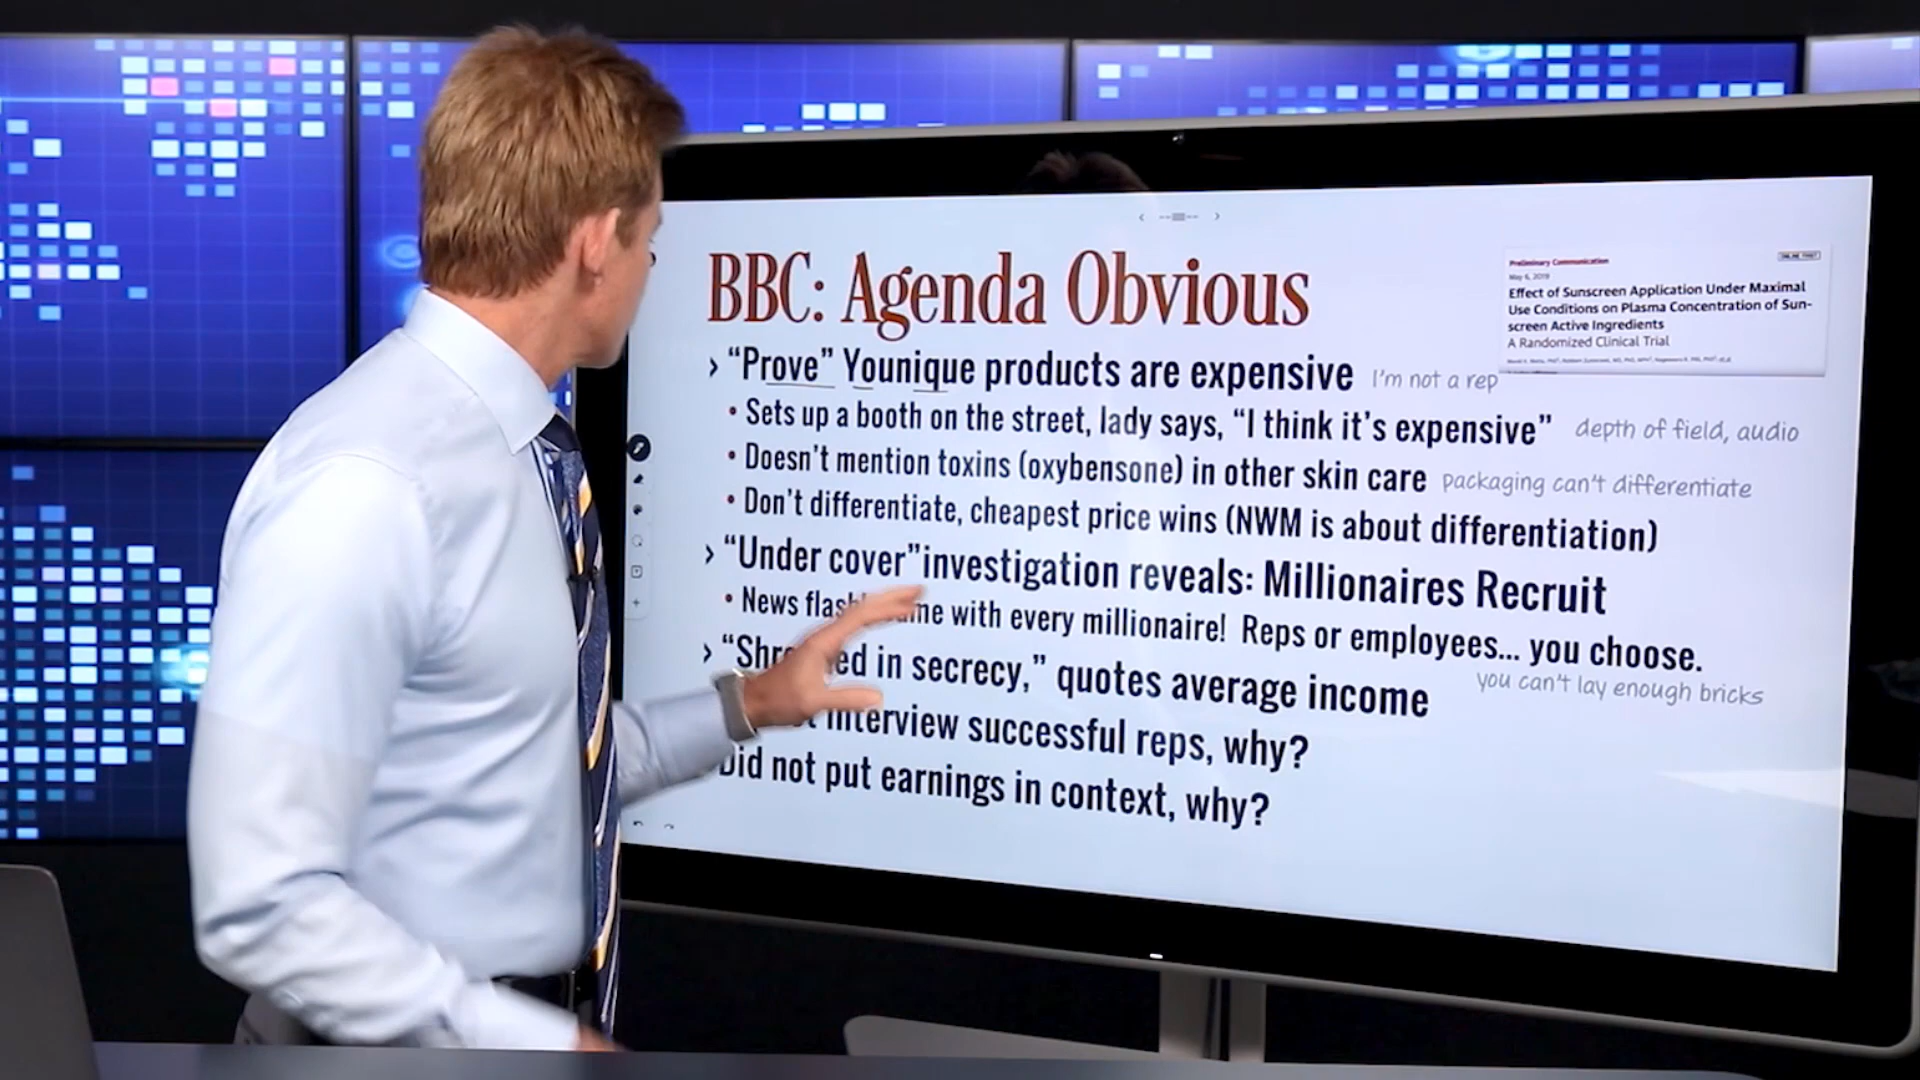 BBC: Agenda Obvious
Preliminary Communication
ONLINE FIRST
May 6, 2019
Effect of Sunscreen Application Under Maximal
Use Conditions on Plasma Concentration of Sun-
screen Active Ingredients
A Randomized Clinical Trial
› “Prove” Younique products are expensive I'm not a rep
• Sets up a booth on the street, lady says, “I think it’s expensive” depth of field, audio
• Doesn’t mention toxins (oxybensone) in other skin care packaging can't differentiate
• Don’t differentiate, cheapest price wins (NWM is about differentiation)
› “Under cover”investigation reveals: Millionaires Recruit
• News with every millionaire! Reps or employees... you choose.
you can't lay enough bricks
› in secrecy,” quotes average income
interview successful reps, why?
Did not put earnings in context, why?